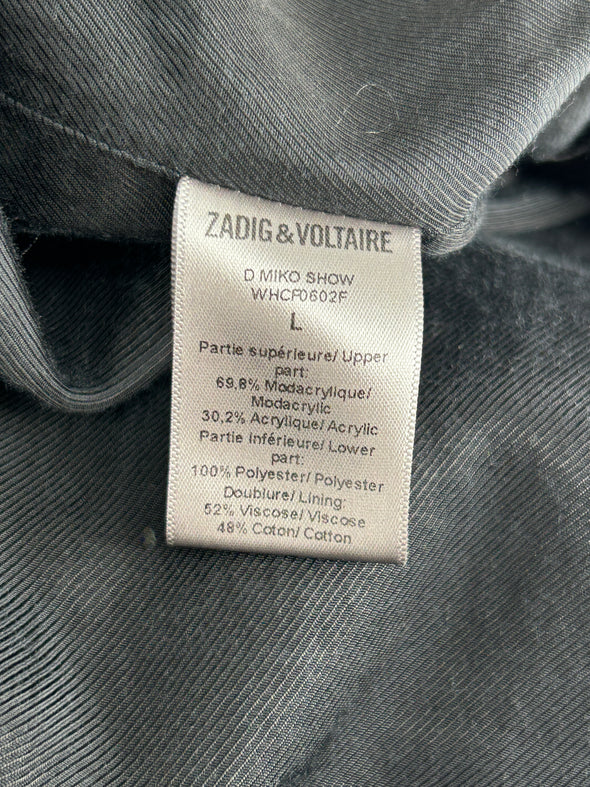 ZADIG & VOLTAIRE
D MIKO SHOW
WHCF0602F
L
Partie supérieure/ Upper
part:
69.8% Modacrylique/
Modacrylic
30.2% Acrylique/ Acrylic
Partie inférieure/ Lower
part:
100% Polyester/ Polyester
Doublure/ Lining:
52% Viscose/ Viscose
48% Coton/ Cotton